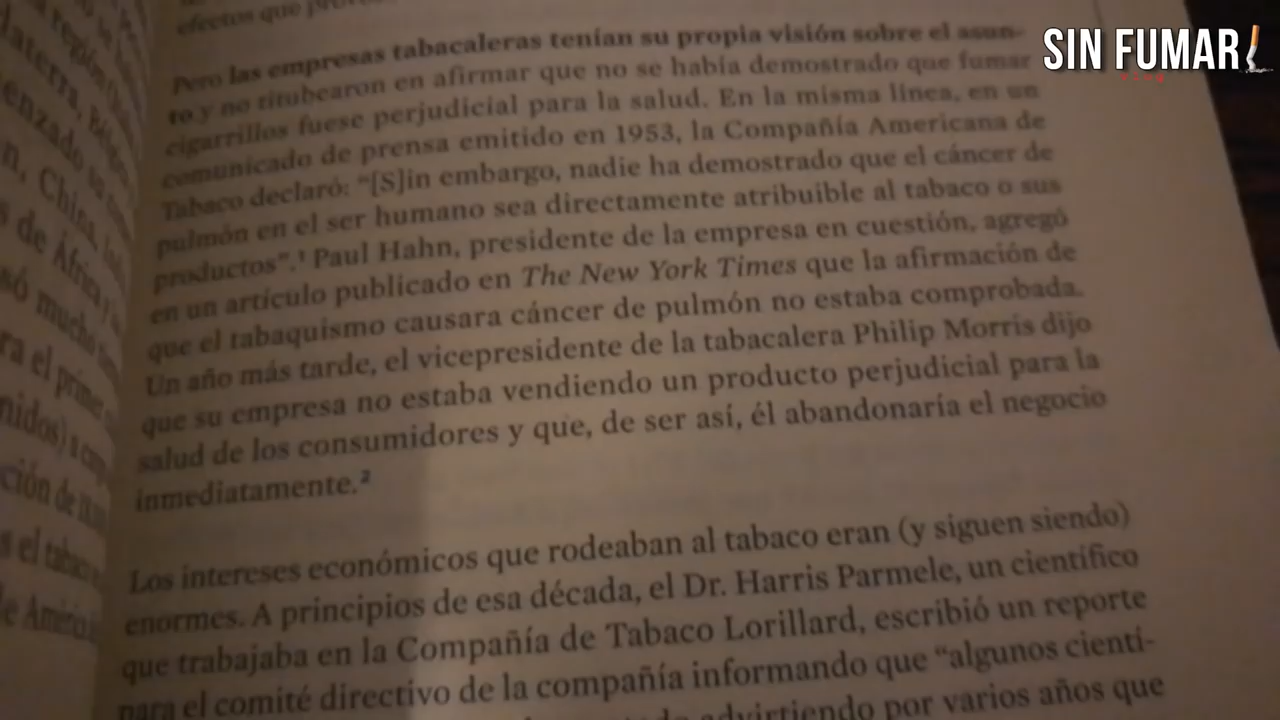 SIN FUMAR
efectos que
Pero las empresas tabacaleras tenían su propia visión sobre el asun-
to y no titubearon en afirmar que no se había demostrado que fumar
cigarrillos fuese perjudicial para la salud. En la misma línea, en un
comunicado de prensa emitido en 1953, la Compañía Americana de
Tabaco declaró: “[S]in embargo, nadie ha demostrado que el cáncer de
pulmón en el ser humano sea directamente atribuible al tabaco o sus
productos”.¹ Paul Hahn, presidente de la empresa en cuestión, agregó
en un artículo publicado en The New York Times que la afirmación de
que el tabaquismo causara cáncer de pulmón no estaba comprobada.
Un año más tarde, el vicepresidente de la tabacalera Philip Morris dijo
que su empresa no estaba vendiendo un producto perjudicial para la
salud de los consumidores y que, de ser así, él abandonaría el negocio
inmediatamente.²
Los intereses económicos que rodeaban al tabaco eran (y siguen siendo)
enormes. A principios de esa década, el Dr. Harris Parmele, un científico
que trabajaba en la Compañía de Tabaco Lorillard, escribió un reporte
para el comité directivo de la compañía informando que “algunos cientí-
advirtiendo por varios años que